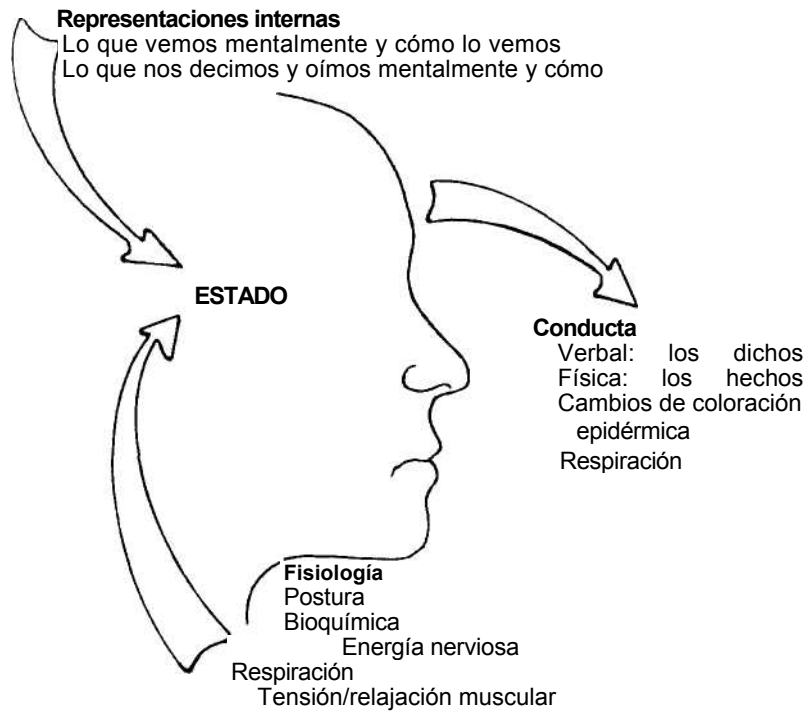 Representaciones internas
Lo que vemos mentalmente y cómo lo vemos
Lo que nos decimos y oímos mentalmente y cómo
ESTADO
Conducta
Verbal: los dichos
Física: los hechos
Cambios de coloración
epidérmica
Respiración
Fisiología
Postura
Bioquímica
Energía nerviosa
Respiración
Tensión/relajación muscular